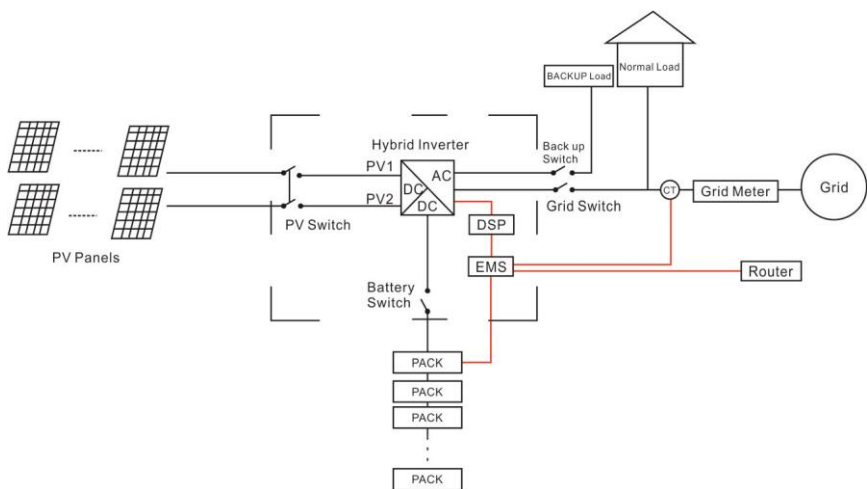 BACKUP Load
Normal Load
Hybrid Inverter
Back up
Switch
PV1
AC
DC
DC
PV2
PV Switch
Grid Switch
CT
Grid Meter
Grid
DSP
PV Panels
EMS
Router
Battery
Switch
PACK
PACK
PACK
PACK